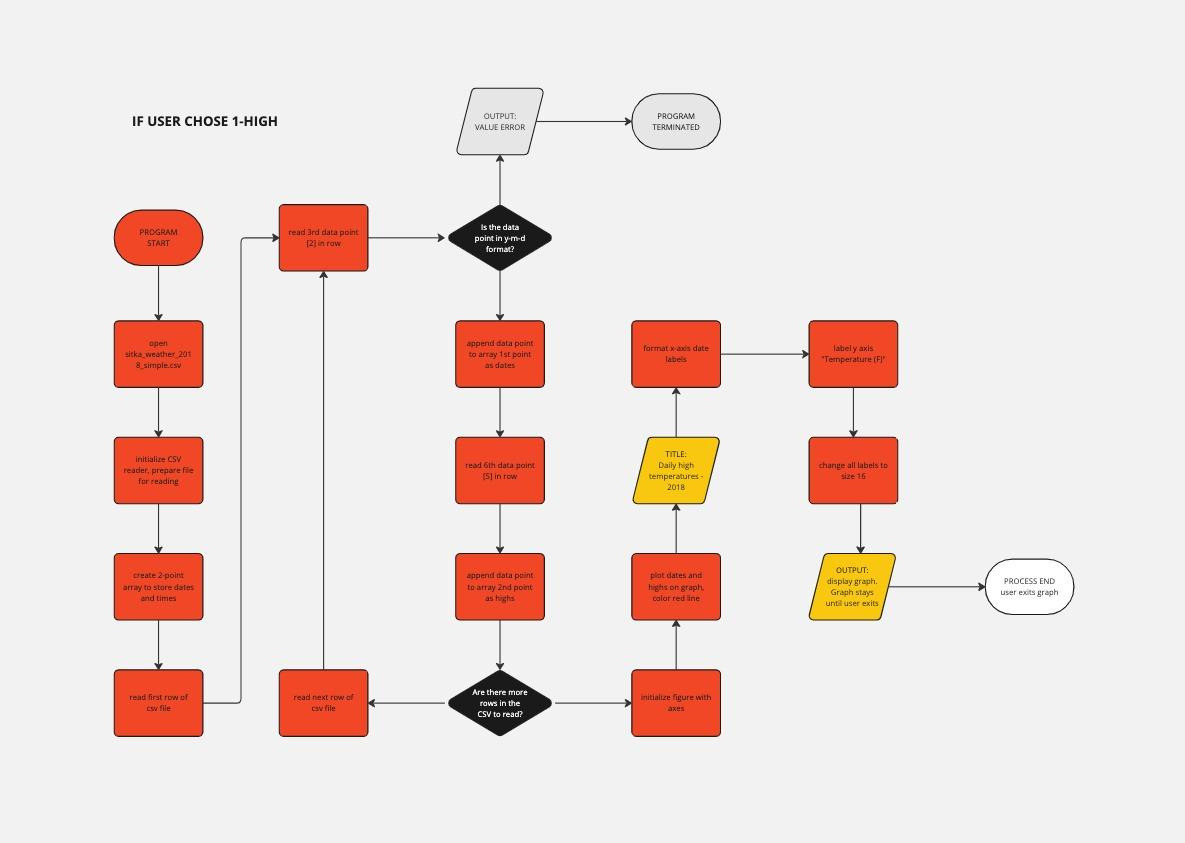 IF USER CHOSE 1-HIGH
OUTPUT:
VALUE ERROR
PROGRAM
TERMINATED
PROGRAM
START
read 3rd data point
[2] in row
Is the data
point in y-m-d
format?
open
sitka_weather_201
8_simple.csv
append data point
to array 1st point
as dates
format x-axis date
labels
label y axis
"Temperature (F)"
initialize CSV
reader, prepare file
for reading
read 6th data point
[5] in row
TITLE:
Daily high
temperatures -
2018
change all labels to
size 16
create 2-point
array to store dates
and times
append data point
to array 2nd point
as highs
plot dates and
highs on graph,
color red line
OUTPUT:
display graph.
Graph stays
until user exits
PROCESS END
user exits graph
read first row of
csv file
read next row of
csv file
Are there more
rows in the
CSV to read?
initialize figure with
axes